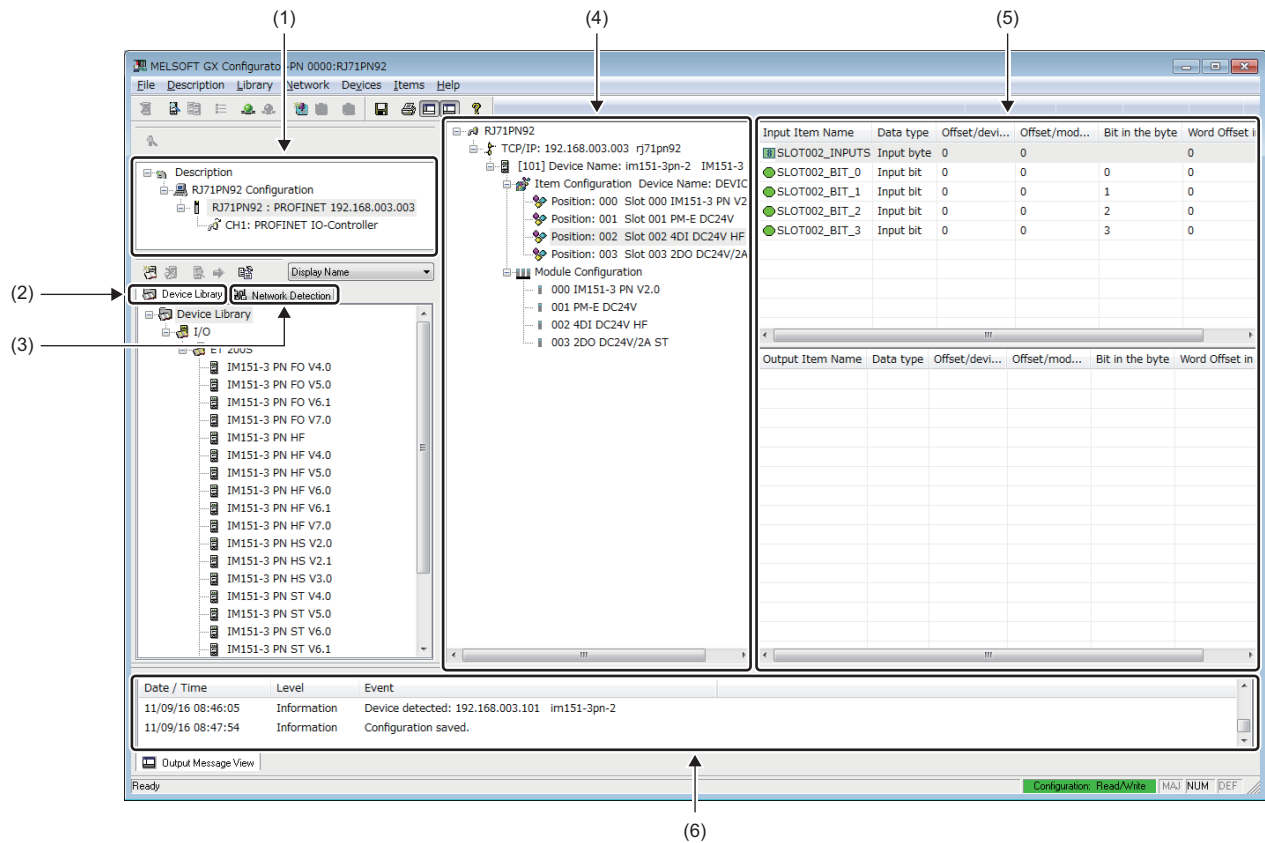 (1)
(4)
(5)
MELSOFT GX Configurato -PN 0000:RJ71PN92
File Description Library Network Devices Items Help
Description
RJ71PN92 Configuration
RJ71PN92 : PROFINET 192.168.003.003
CH1: PROFINET IO-Controller
Display Name
(2)
Device Library
Network Detection
(3)
Device Library
I/O
ET 200S
IM151-3 PN FO V4.0
IM151-3 PN FO V5.0
IM151-3 PN FO V6.1
IM151-3 PN FO V7.0
IM151-3 PN HF
IM151-3 PN HF V4.0
IM151-3 PN HF V5.0
IM151-3 PN HF V6.0
IM151-3 PN HF V6.1
IM151-3 PN HF V7.0
IM151-3 PN HS V2.0
IM151-3 PN HS V2.1
IM151-3 PN HS V3.0
IM151-3 PN ST V4.0
IM151-3 PN ST V5.0
IM151-3 PN ST V6.0
IM151-3 PN ST V6.1
RJ71PN92
TCP/IP: 192.168.003.003 rj71pn92
[101] Device Name: im151-3pn-2 IM151-3
Item Configuration Device Name: DEVIC
Position: 000 Slot 000 IM151-3 PN V2
Position: 001 Slot 001 PM-E DC24V
Position: 002 Slot 002 4DI DC24V HF
Position: 003 Slot 003 2DO DC24V/2A
Module Configuration
000 IM151-3 PN V2.0
001 PM-E DC24V
002 4DI DC24V HF
003 2DO DC24V/2A ST
Input Item Name Data type Offset/devi... Offset/mod... Bit in the byte Word Offset i
SLOT002_INPUTS Input byte 0 0 0
SLOT002_BIT_0 Input bit 0 0 0 0
SLOT002_BIT_1 Input bit 0 0 1 0
SLOT002_BIT_2 Input bit 0 0 2 0
SLOT002_BIT_3 Input bit 0 0 3 0
Output Item Name Data type Offset/devi... Offset/mod... Bit in the byte Word Offset in
Date / Time Level Event
11/09/16 08:46:05 Information Device detected: 192.168.003.101 im151-3pn-2
11/09/16 08:47:54 Information Configuration saved.
Output Message View
Ready
Configuration: Read/Write MAJ NUM DEF
(6)